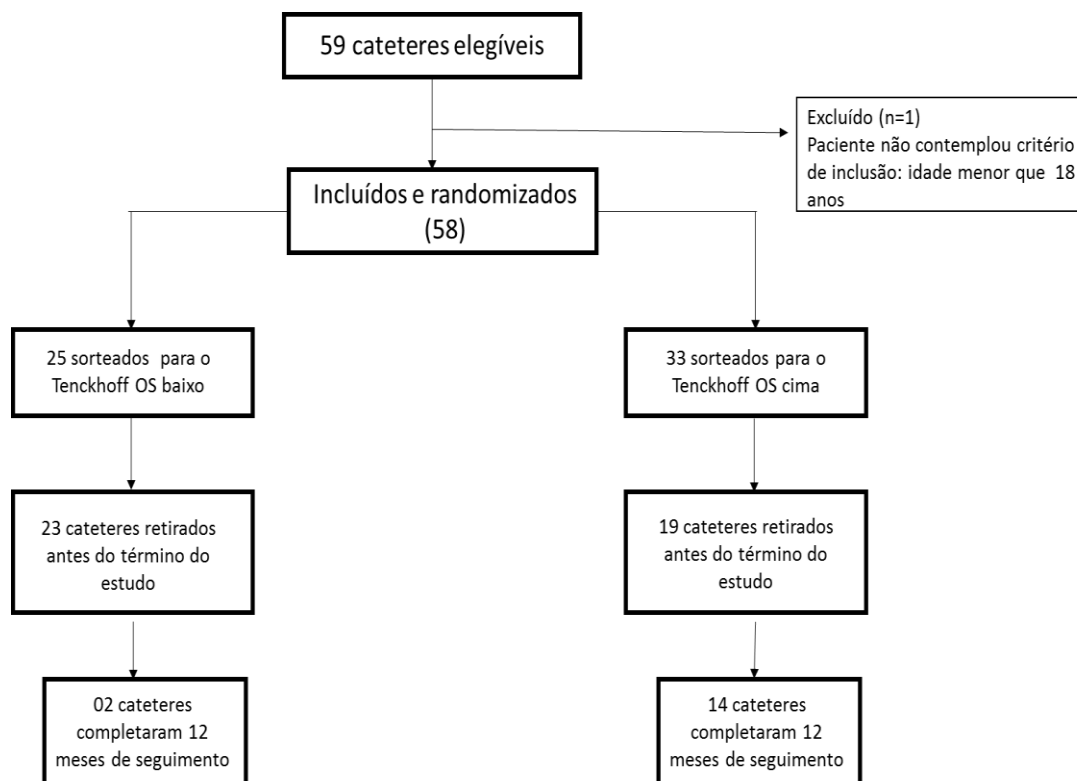 59 cateteres elegíveis
Excluído (n=1)
Paciente não contemplou critério
de inclusão: idade menor que 18
anos
Incluídos e randomizados
(58)
25 sorteados para o
Tenckhoff OS baixo
33 sorteados para o
Tenckhoff OS cima
23 cateteres retirados
antes do término do
estudo
19 cateteres retirados
antes do término do
estudo
02 cateteres
completaram 12
meses de seguimento
14 cateteres
completaram 12
meses de seguimento